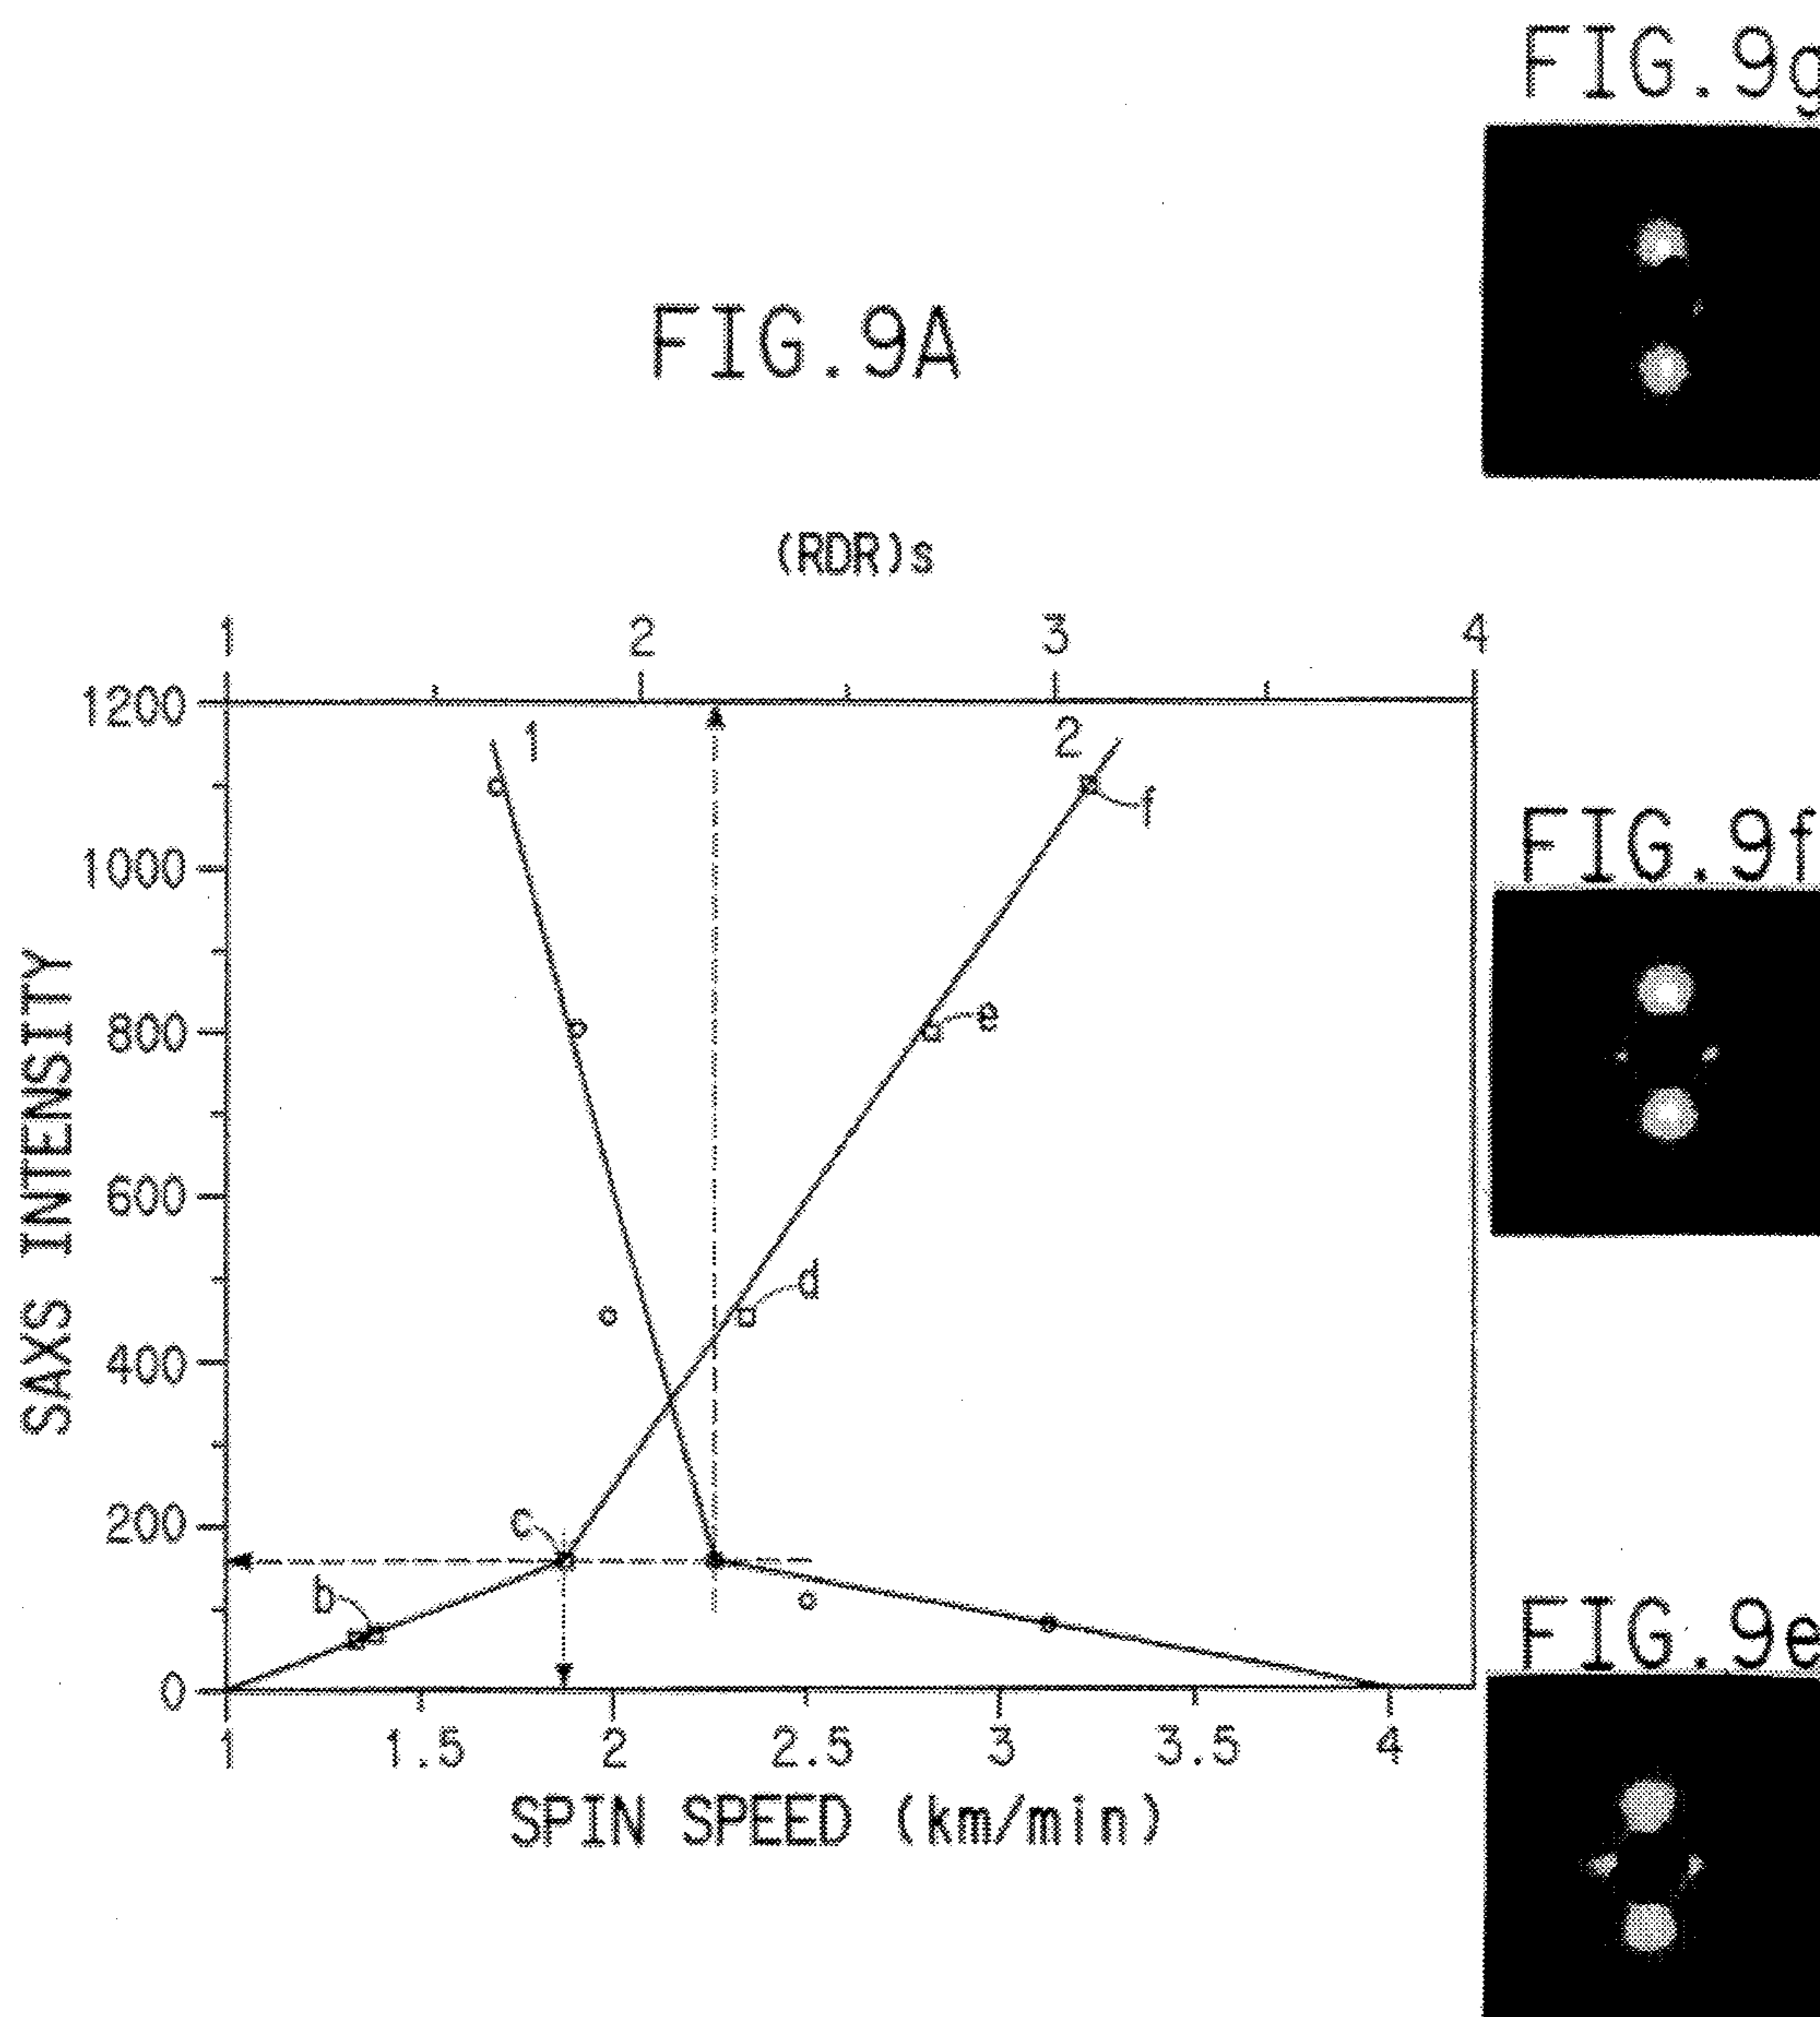 FIG.9g
FIG.9A
(RDR)s
1 2 3 4
1200
1 2
f
1000
FIG.9f
SAXS INTENSITY
800
e
600
d
400
200
c
b
FIG.9e
0
1 1.5 2 2.5 3 3.5 4
SPIN SPEED (km/min)